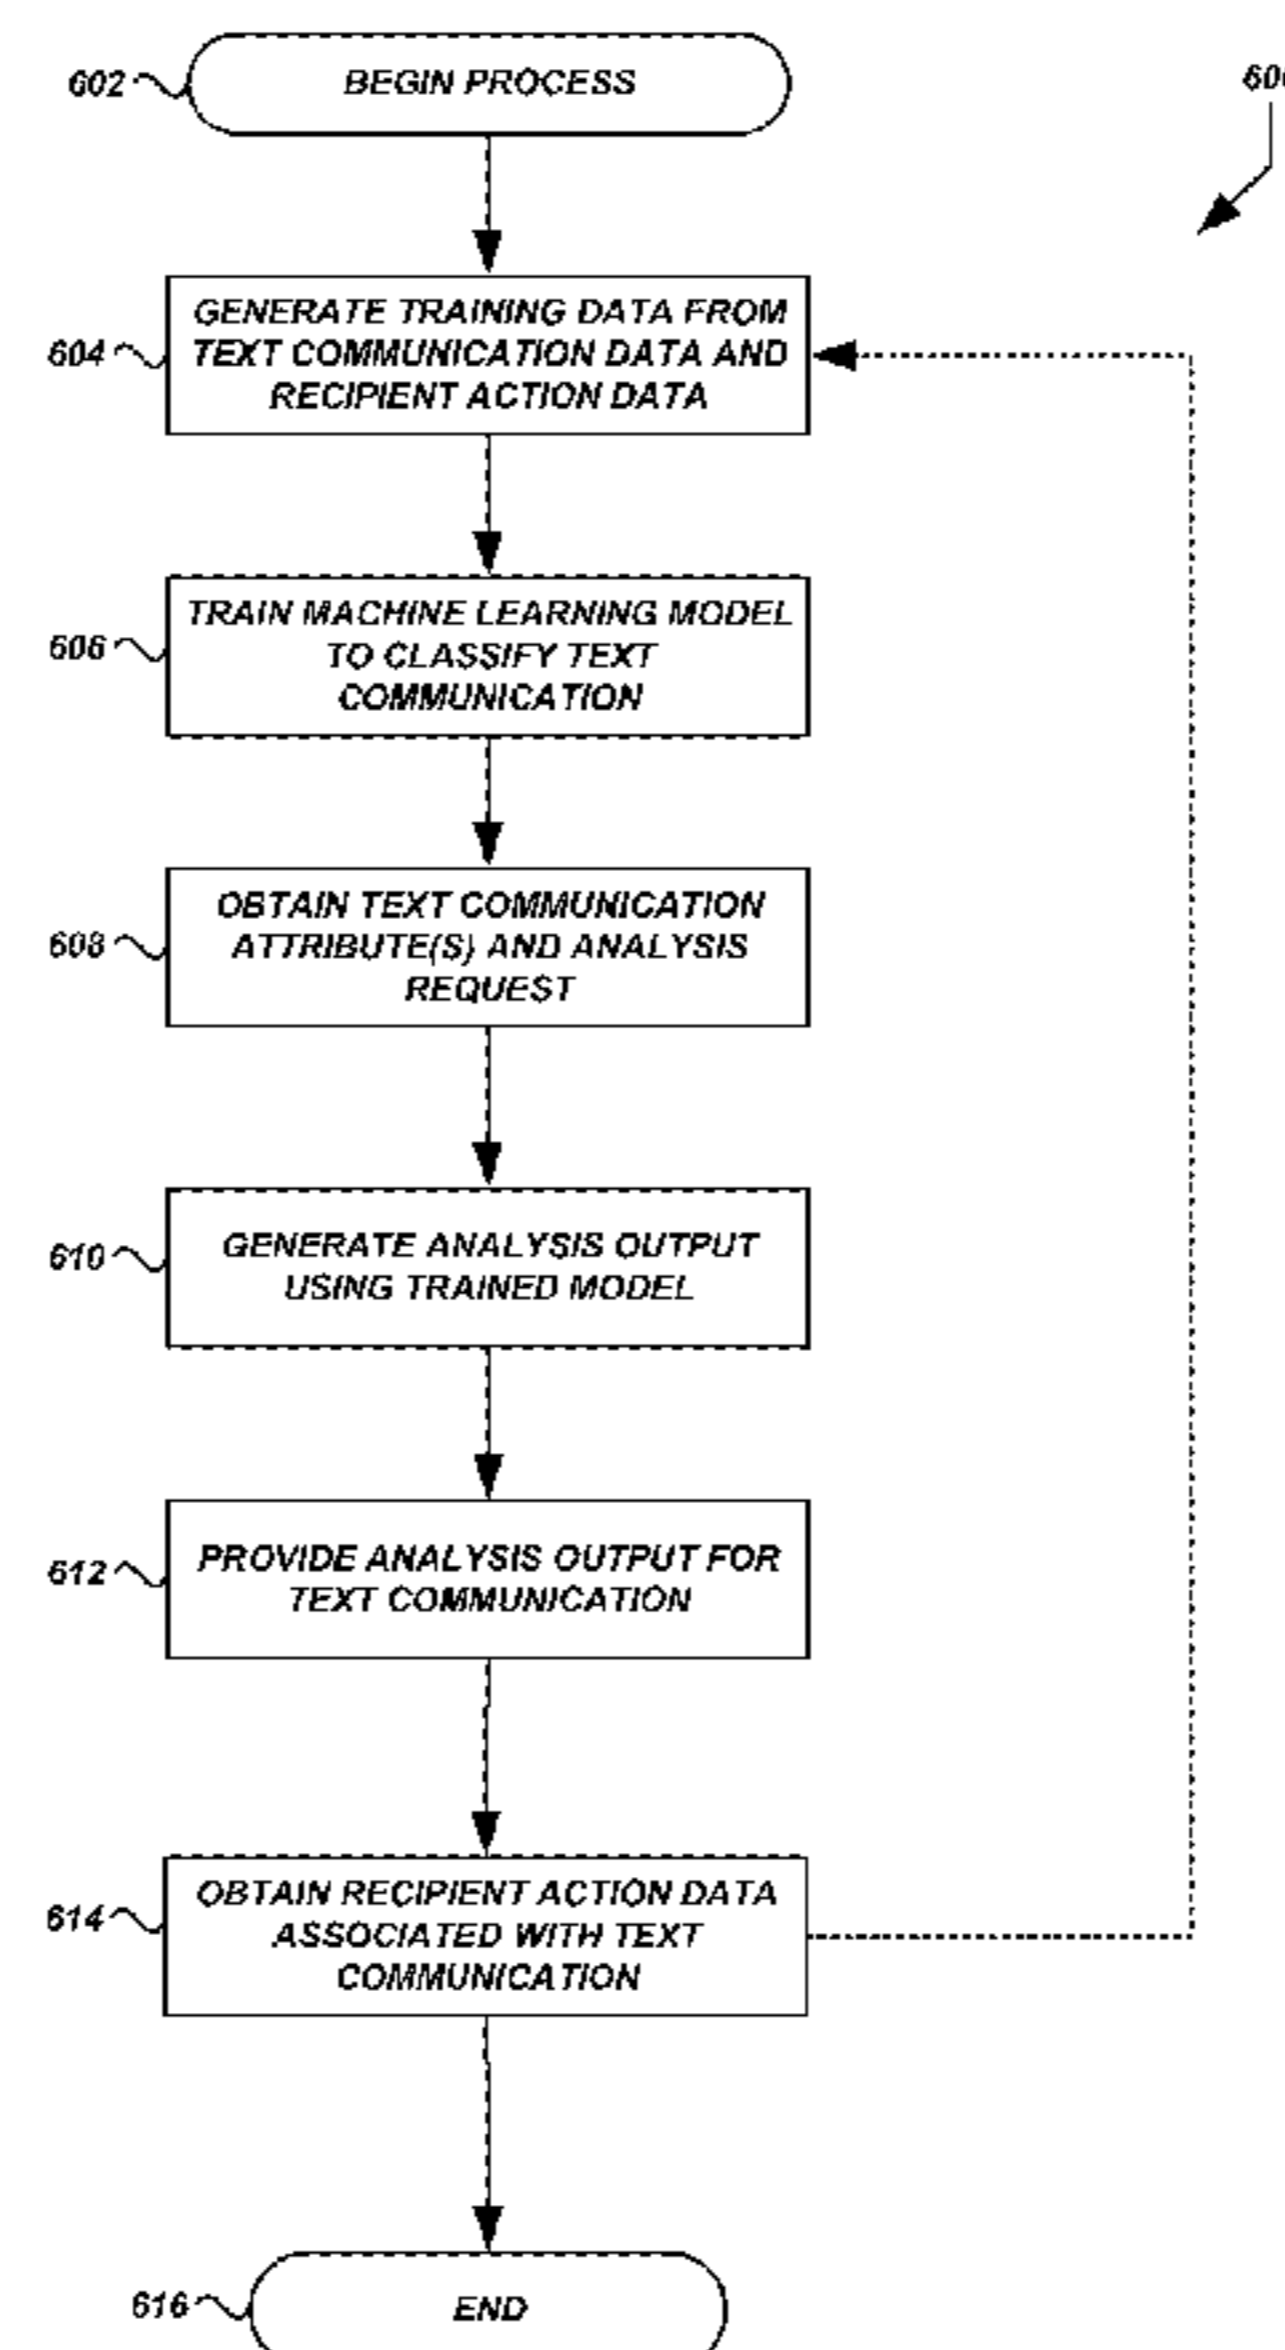 602
BEGIN PROCESS
604
GENERATE TRAINING DATA FROM
TEXT COMMUNICATION DATA AND
RECIPIENT ACTION DATA
606
TRAIN MACHINE LEARNING MODEL
TO CLASSIFY TEXT
COMMUNICATION
608
OBTAIN TEXT COMMUNICATION
ATTRIBUTE(S) AND ANALYSIS
REQUEST
610
GENERATE ANALYSIS OUTPUT
USING TRAINED MODEL
612
PROVIDE ANALYSIS OUTPUT FOR
TEXT COMMUNICATION
614
OBTAIN RECIPIENT ACTION DATA
ASSOCIATED WITH TEXT
COMMUNICATION
616
END